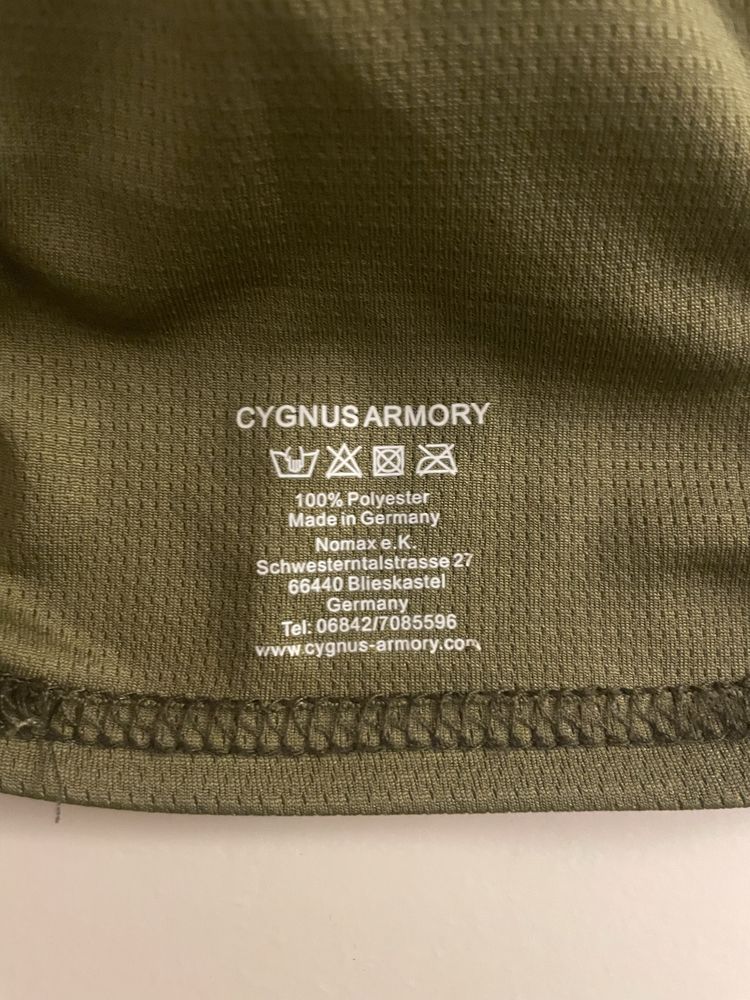 CYGNUS ARMORY
100% Polyester
Made in Germany
Nomax e.K.
Schwesterntalstrasse 27
66440 Blieskastel
Germany
Tel: 06842/7085596
www.cygnus-armory.com